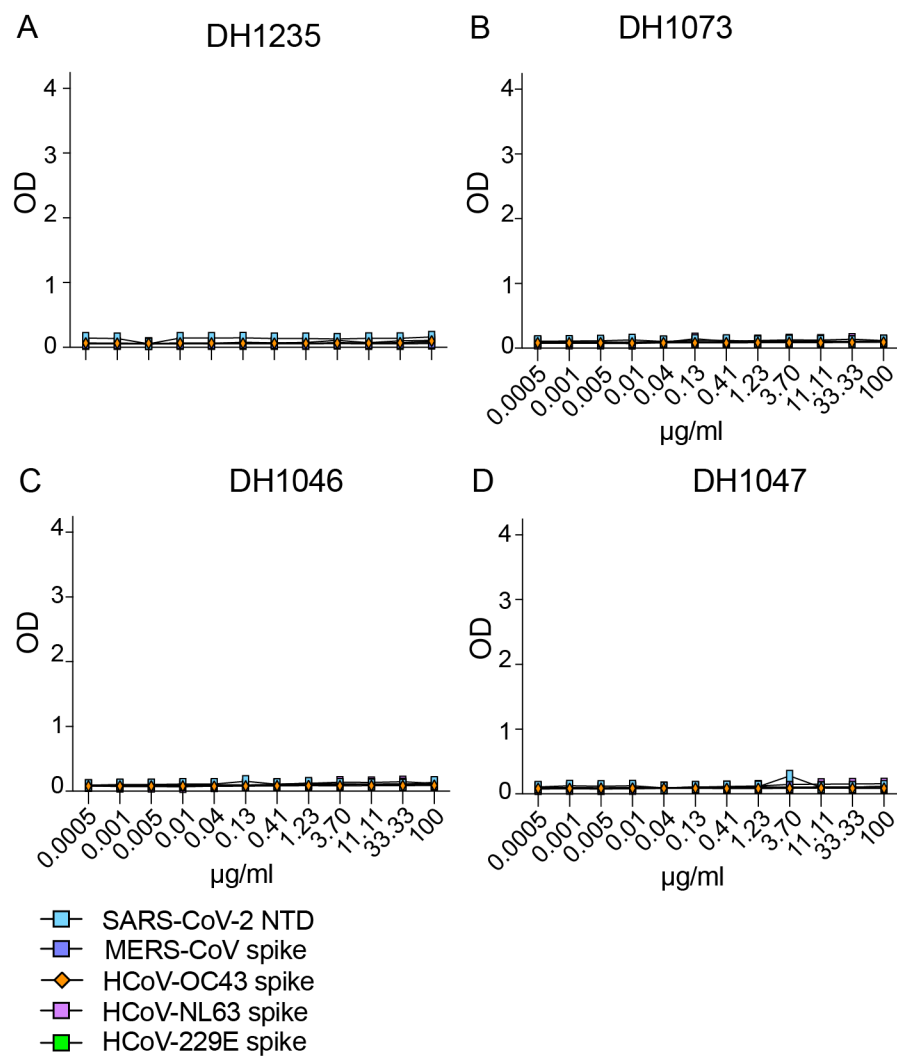 A
DH1235
B
DH1073
4
3
2
1
0
OD
4
3
2
1
0
OD
0.0005
0.001
0.005
0.01
0.04
0.13
0.41
1.23
3.70
11.11
33.33
100
µg/ml
C
DH1046
D
DH1047
4
3
2
1
0
OD
0.0005
0.001
0.005
0.01
0.04
0.13
0.41
1.23
3.70
11.11
33.33
100
µg/ml
4
3
2
1
0
OD
0.0005
0.001
0.005
0.01
0.04
0.13
0.41
1.23
3.70
11.11
33.33
100
µg/ml
SARS-CoV-2 NTD
MERS-CoV spike
HCoV-OC43 spike
HCoV-NL63 spike
HCoV-229E spike